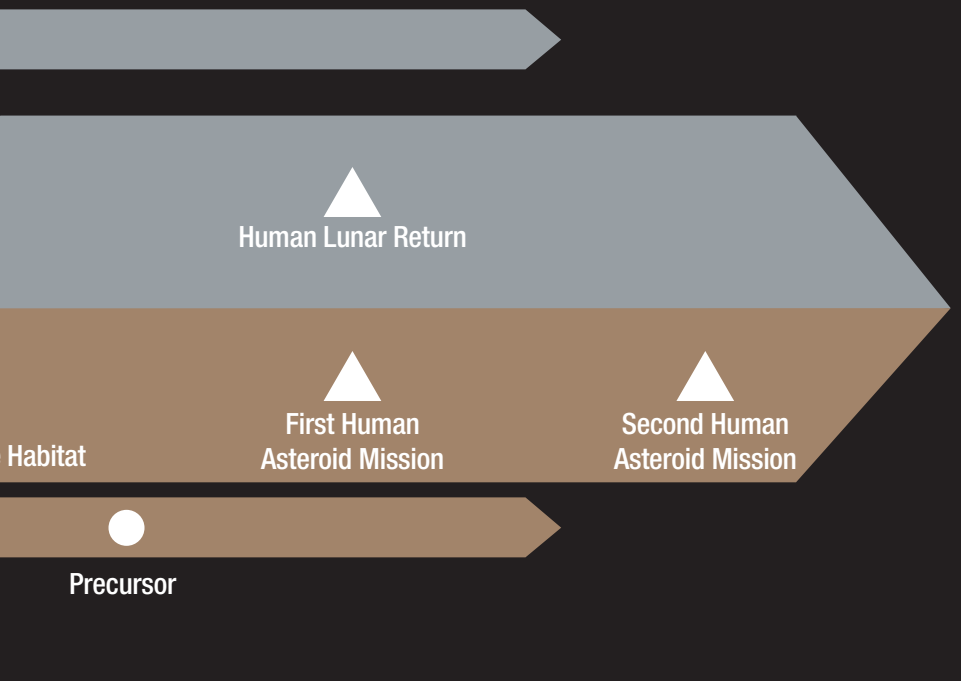 Human Lunar Return
First Human
Asteroid Mission
Second Human
Asteroid Mission
Habitat
Precursor